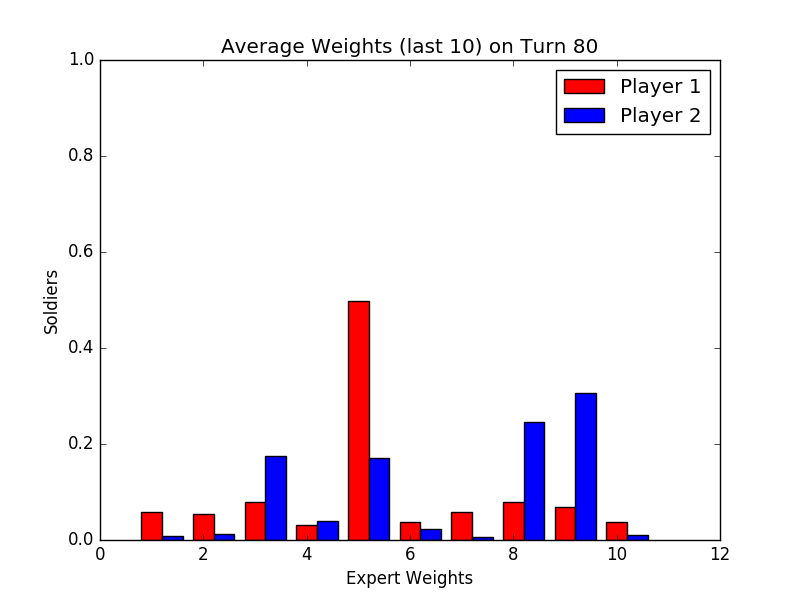 Average Weights (last 10) on Turn 80
Player 1
Player 2
1.0
0.8
0.6
0.4
0.2
0.0
Soldiers
0 2 4 6 8 10 12
Expert Weights